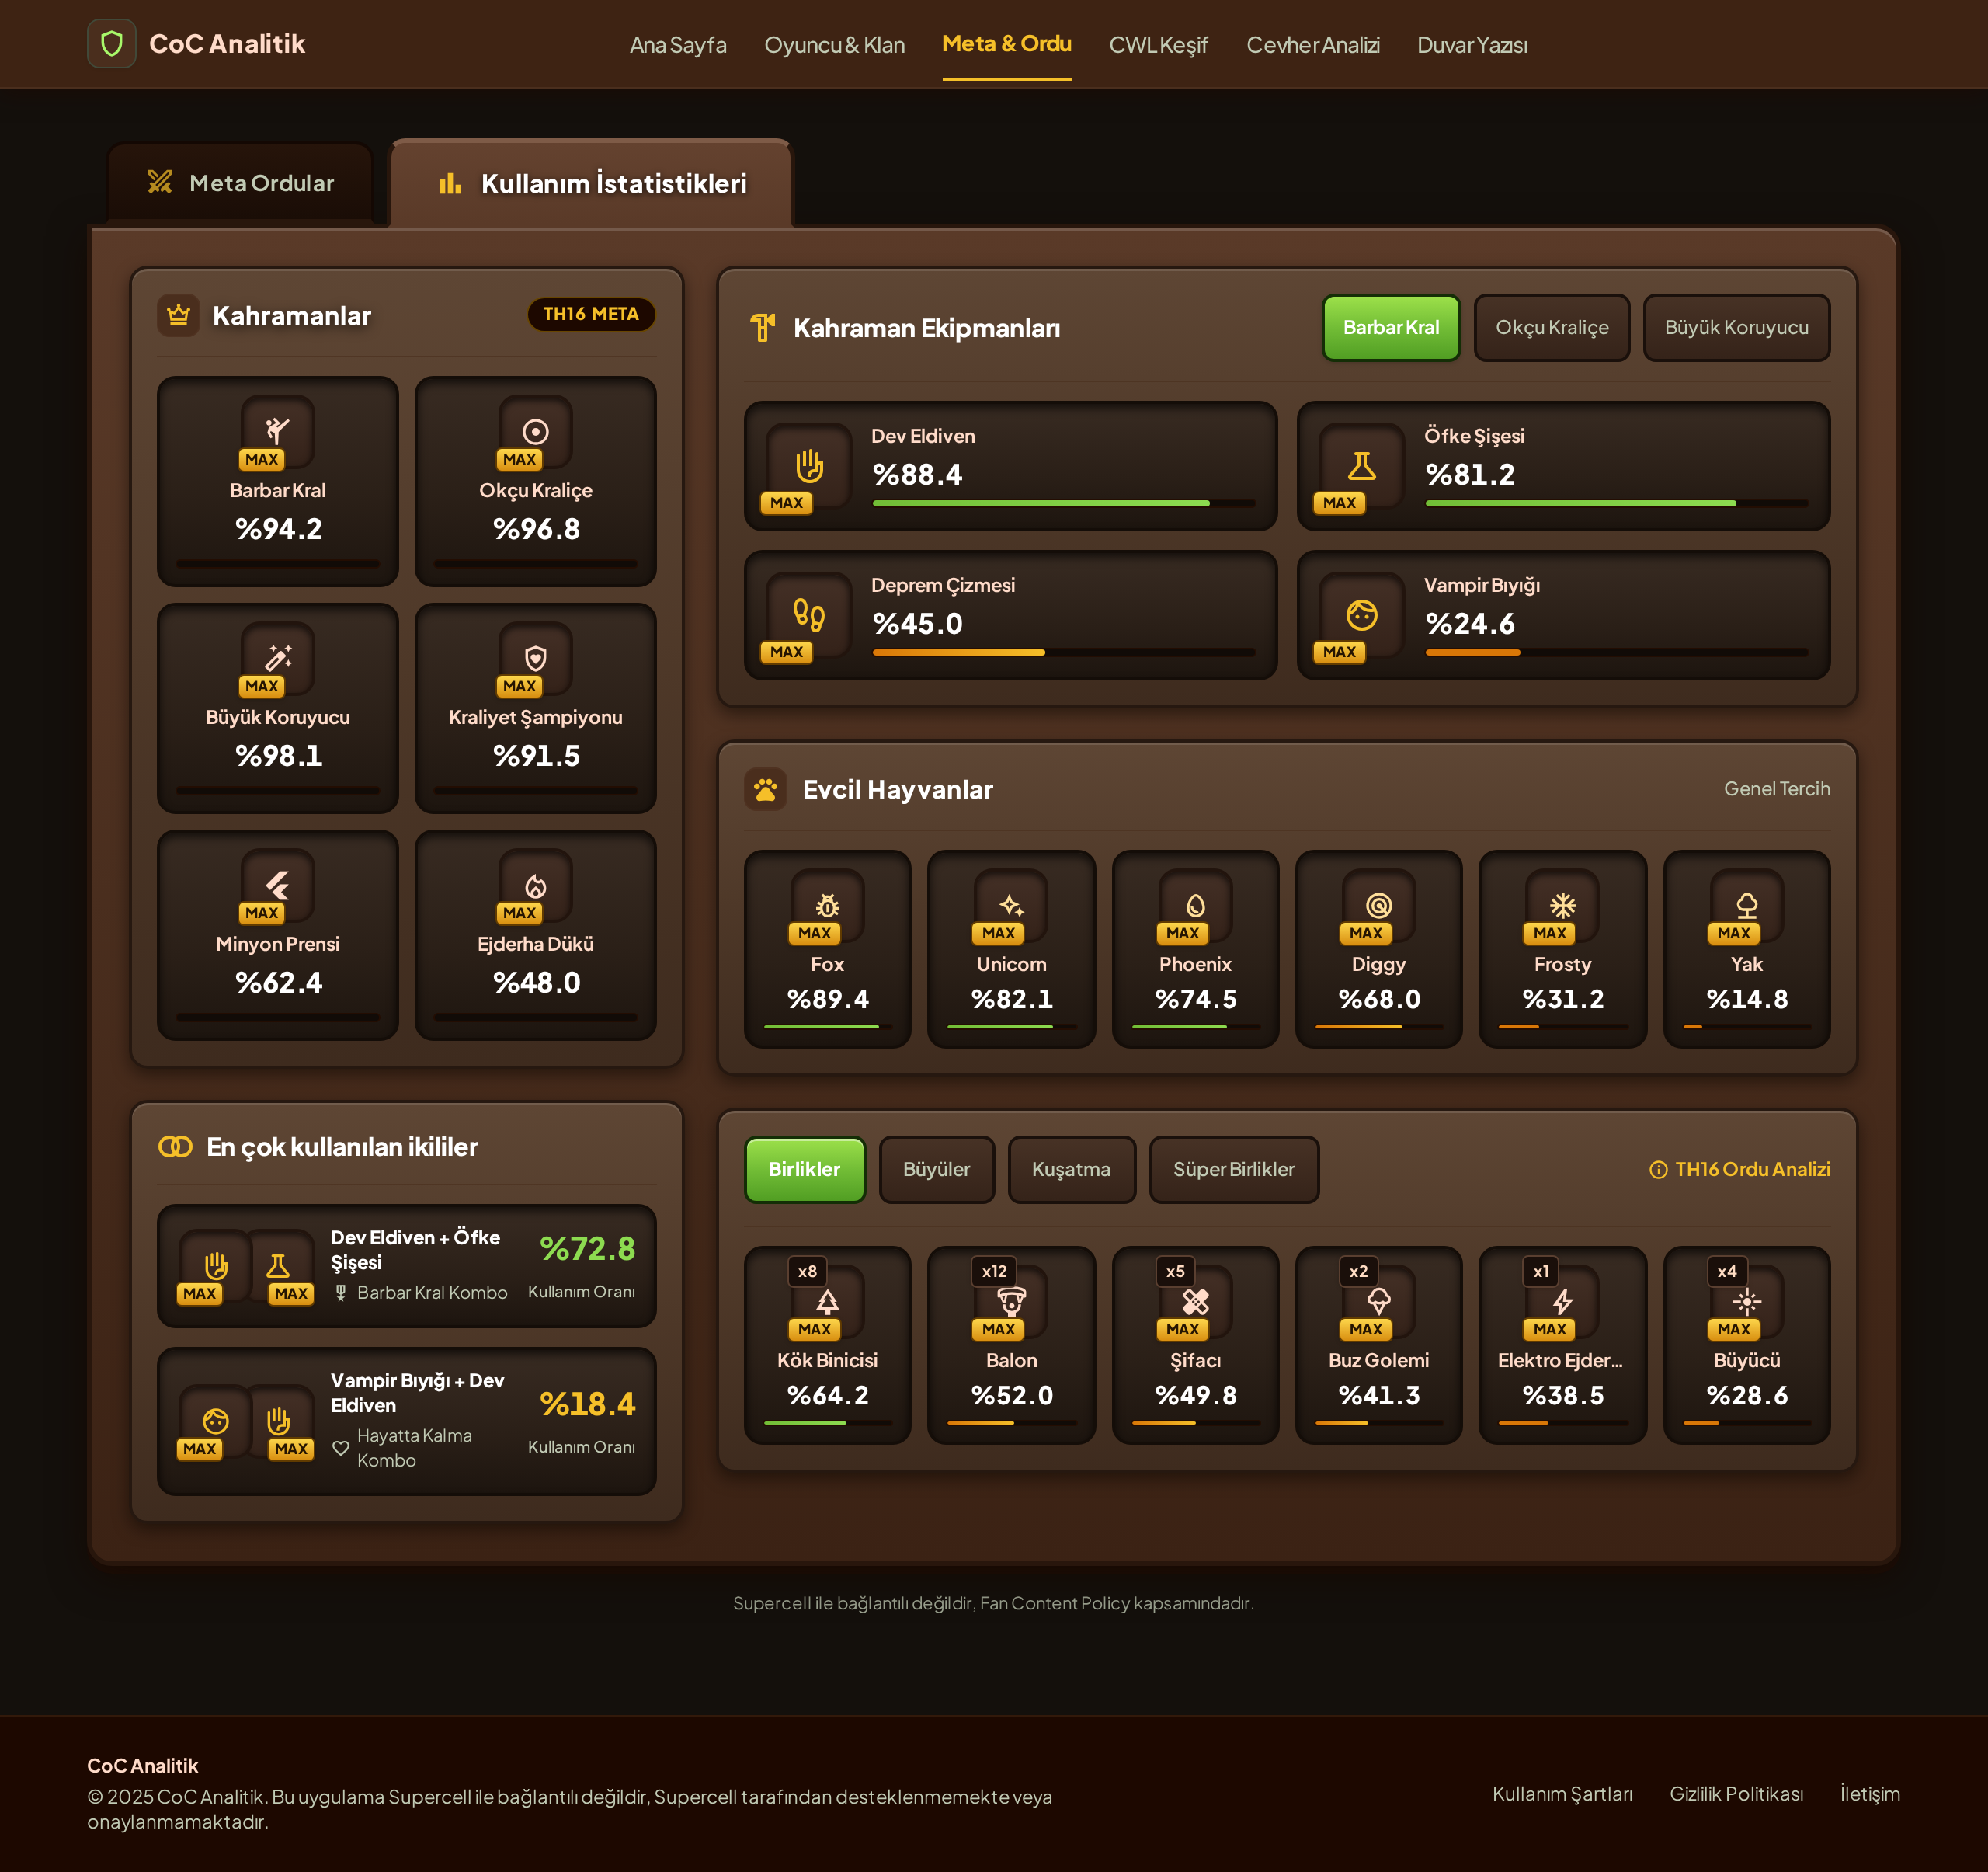 CoC Analitik
Ana Sayfa
Oyuncu & Klan
Meta & Ordu
CWL Keşif
Cevher Analizi
Duvar Yazısı
Meta Ordular
Kullanım İstatistikleri
Kahramanlar
TH16 META
MAX
Barbar Kral
%94.2
MAX
Okçu Kraliçe
%96.8
MAX
Büyük Koruyucu
%98.1
MAX
Kraliyet Şampiyonu
%91.5
MAX
Minyon Prensi
%62.4
MAX
Ejderha Dükü
%48.0
En çok kullanılan ikililer
MAX
MAX
Dev Eldiven + Öfke
Şişesi
Barbar Kral Kombo
%72.8
Kullanım Oranı
MAX
MAX
Vampir Bıyığı + Dev
Eldiven
Hayatta Kalma
Kombo
%18.4
Kullanım Oranı
Kahraman Ekipmanları
Barbar Kral
Okçu Kraliçe
Büyük Koruyucu
MAX
Dev Eldiven
%88.4
MAX
Öfke Şişesi
%81.2
MAX
Deprem Çizmesi
%45.0
MAX
Vampir Bıyığı
%24.6
Evcil Hayvanlar
Genel Tercih
MAX
Fox
%89.4
MAX
Unicorn
%82.1
MAX
Phoenix
%74.5
MAX
Diggy
%68.0
MAX
Frosty
%31.2
MAX
Yak
%14.8
Birlikler
Büyüler
Kuşatma
Süper Birlikler
TH16 Ordu Analizi
x8
MAX
Kök Binicisi
%64.2
x12
MAX
Balon
%52.0
x5
MAX
Şifacı
%49.8
x2
MAX
Buz Golemi
%41.3
x1
MAX
Elektro Ejder...
%38.5
x4
MAX
Büyücü
%28.6
Supercell ile bağlantılı değildir, Fan Content Policy kapsamındadır.
CoC Analitik
© 2025 CoC Analitik. Bu uygulama Supercell ile bağlantılı değildir, Supercell tarafından desteklenmemekte veya
onaylanmamaktadır.
Kullanım Şartları
Gizlilik Politikası
İletişim